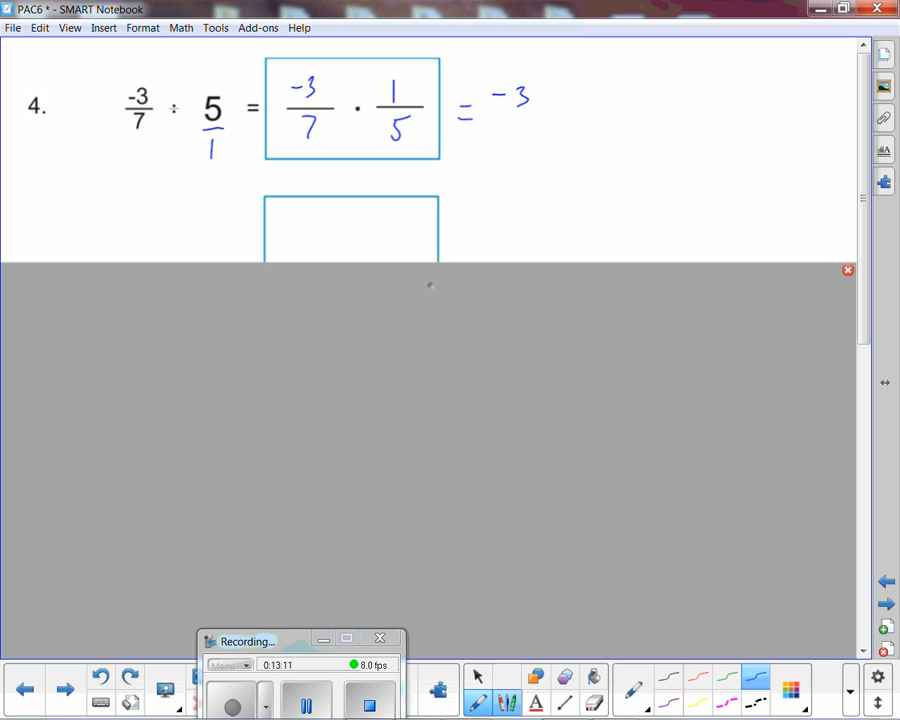 PAC6 * - SMART Notebook
File Edit View Insert Format Math Tools Add-ons Help
4. -3/7 ÷ 5/1 = -3/7 · 1/5 = -3
Recording...
Menu 0:13:11 8.0 fps
A